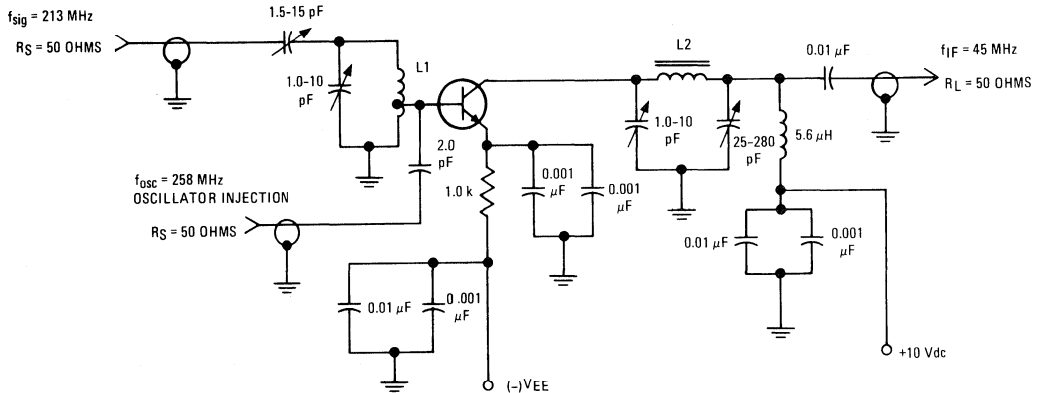 fsig = 213 MHz
RS = 50 OHMS
1.5-15 pF
1.0-10
pF
L1
2.0
pF
fosc = 258 MHz
OSCILLATOR INJECTION
RS = 50 OHMS
1.0 k
0.001
µF
0.001
µF
0.01 µF
0.001
µF
(-)VEE
L2
1.0-10
pF
25-280
pF
5.6 µH
0.01 µF
fIF = 45 MHz
RL = 50 OHMS
0.01 µF
0.001
µF
+10 Vdc